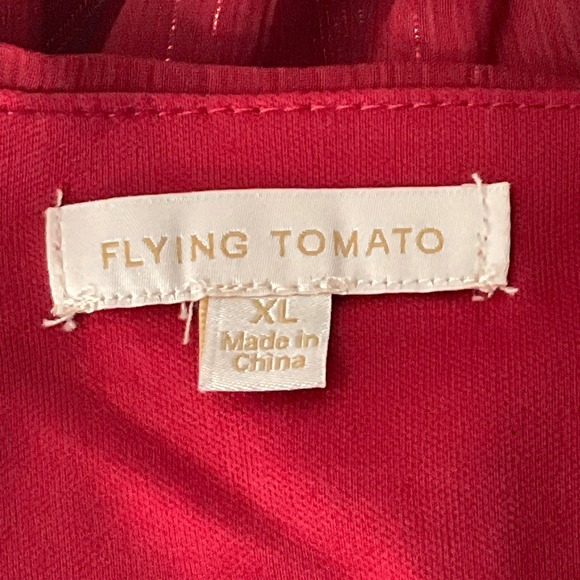 FLYING TOMATO
XL
Made in
China